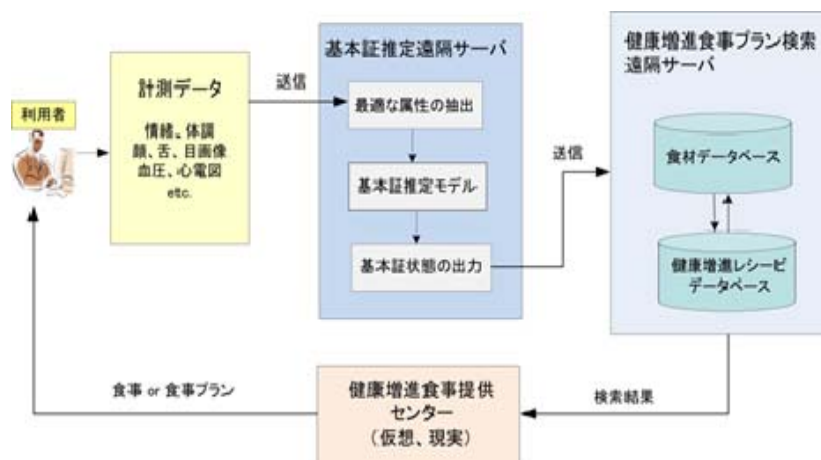 利用者
計測データ
情緒、体調
顔、舌、目画像
血圧、心電図
etc.
送信
基本証推定遠隔サーバ
最適な属性の抽出
基本証推定モデル
基本証状態の出力
送信
健康増進食事プラン検索
遠隔サーバ
食材データベース
健康増進レシーピ
データベース
検索結果
健康増進食事提供
センター
（仮想、現実）
食事 or 食事プラン